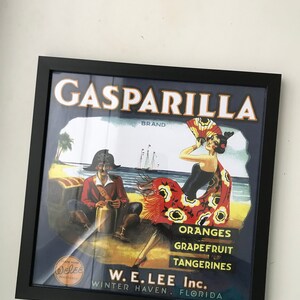 GASPARILLA
BRAND
ORANGES
GRAPEFRUIT
TANGERINES
W. E. LEE Inc.
WINTER HAVEN. FLORIDA